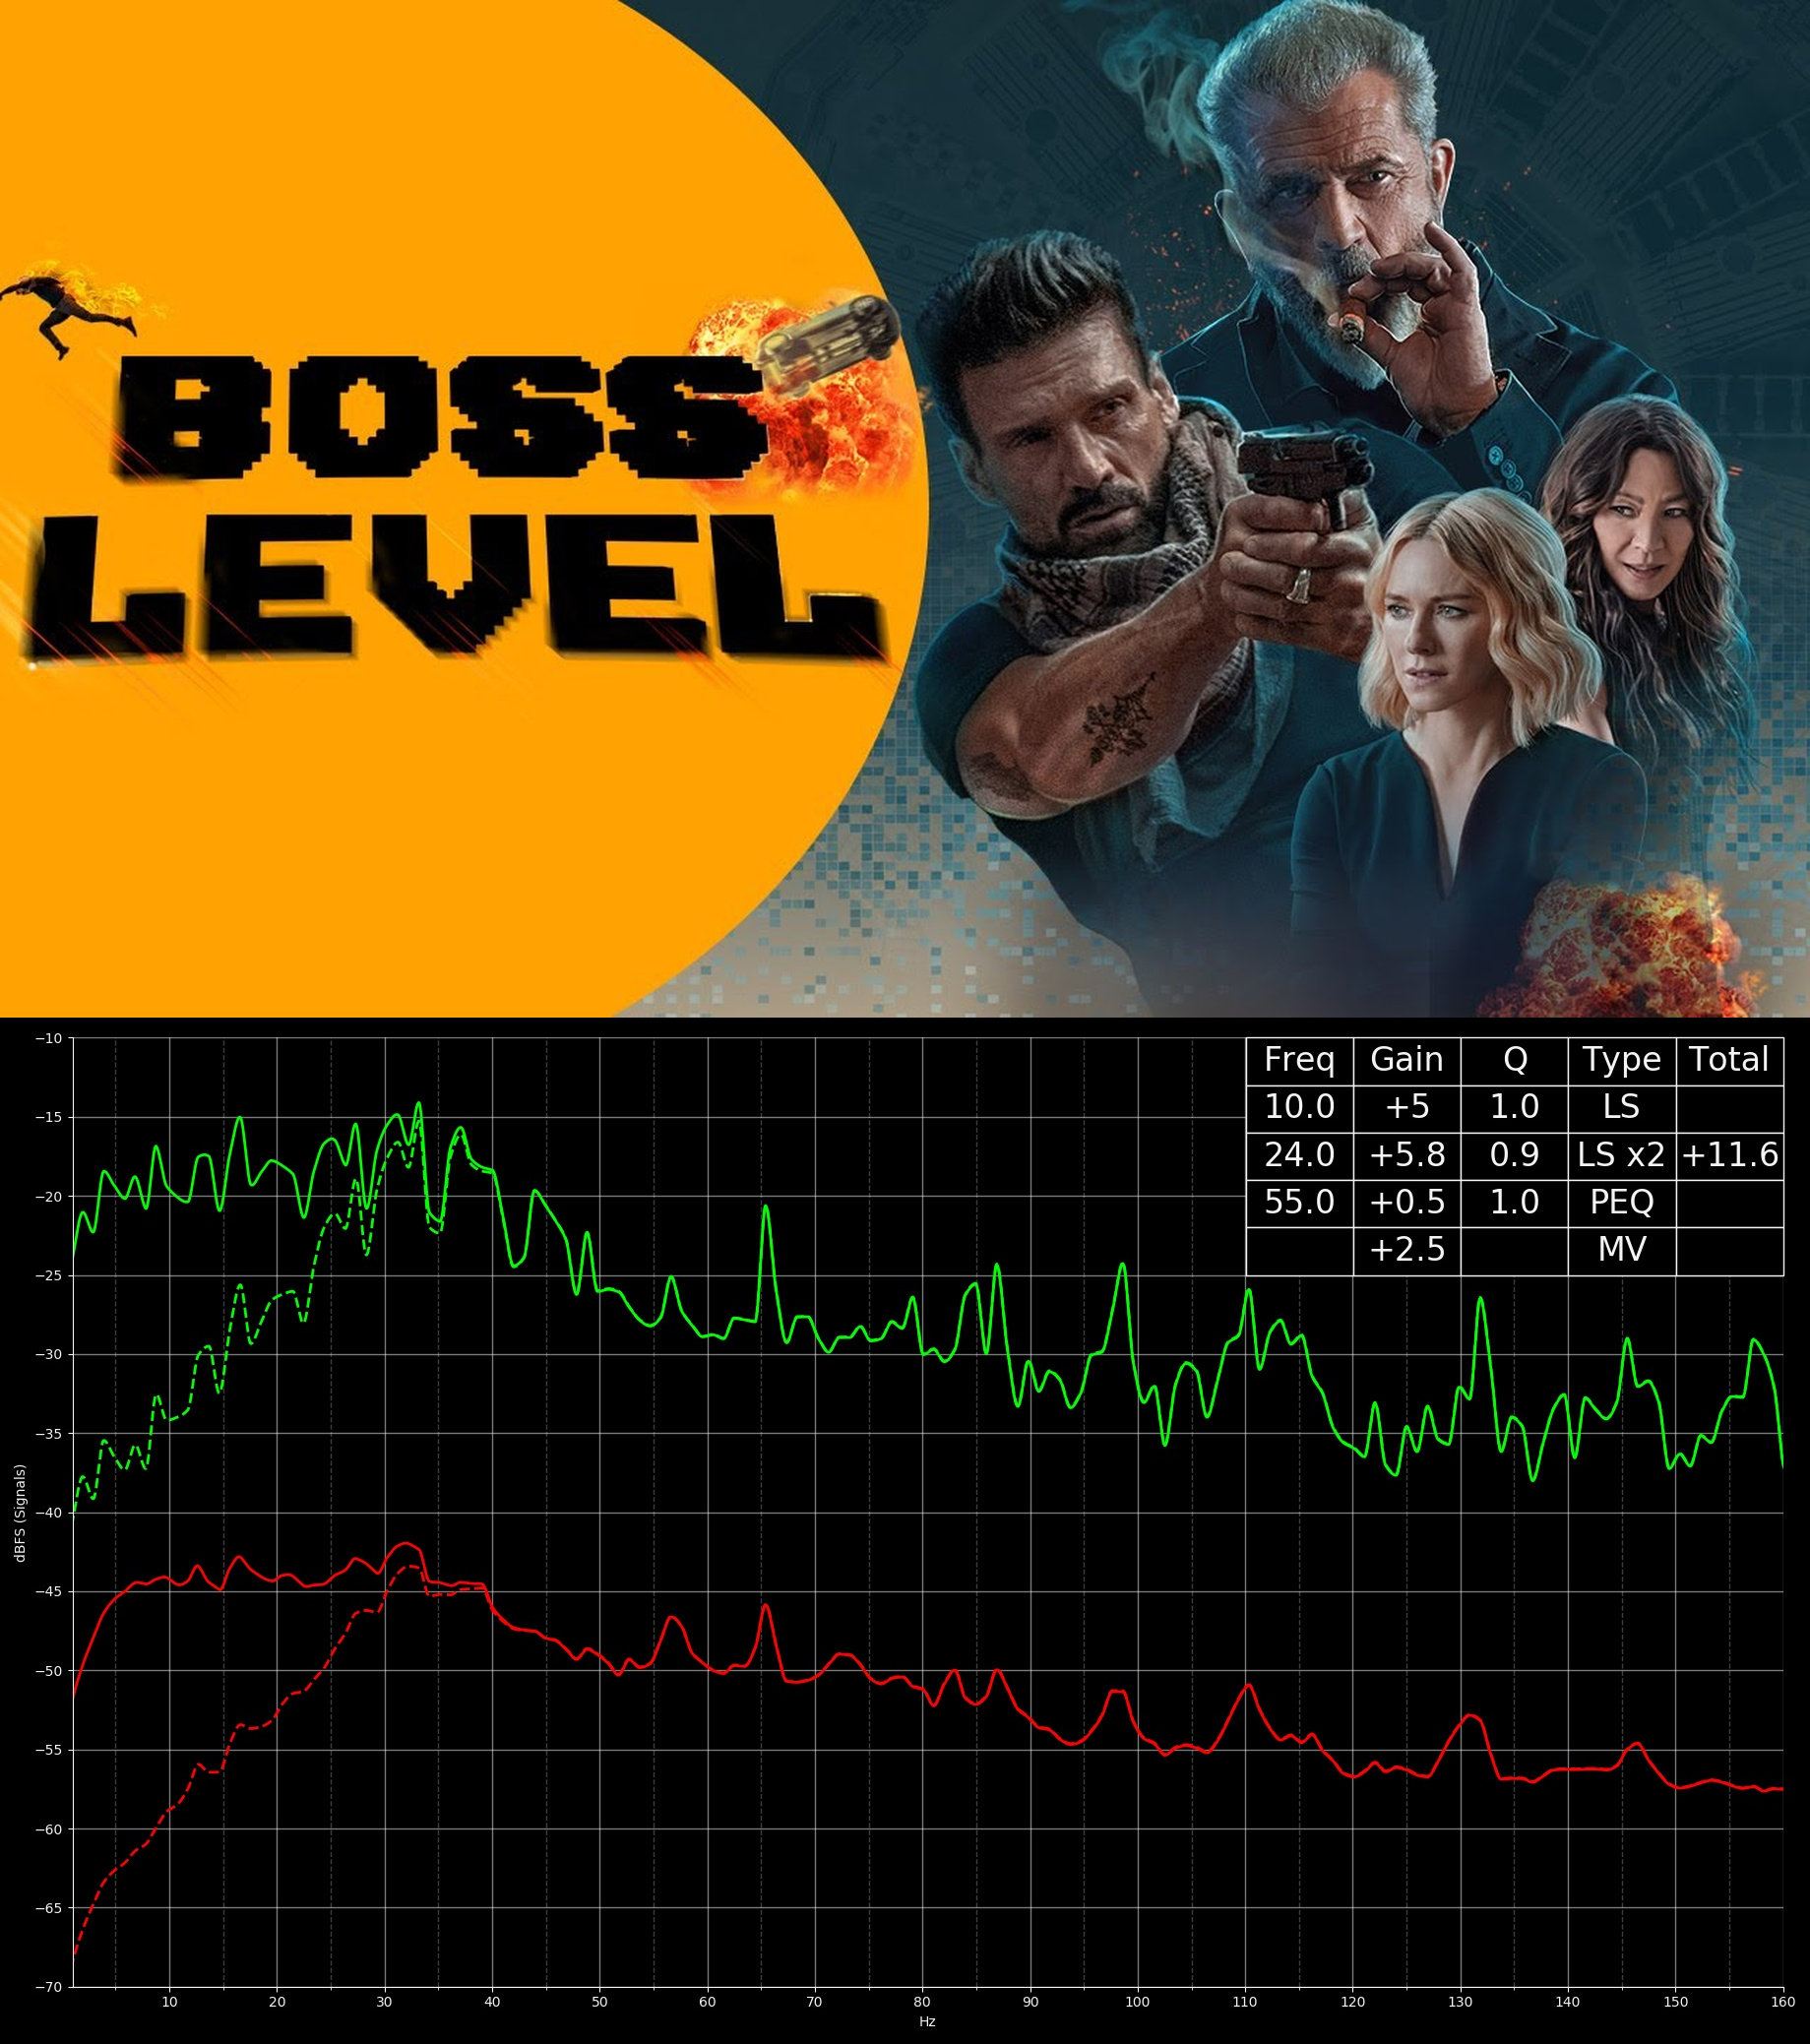 BOSS
LEVEL
Freq Gain Q Type Total
10.0 +5 1.0 LS
24.0 +5.8 0.9 LS x2 +11.6
55.0 +0.5 1.0 PEQ
+2.5 MV
−10
−15
−20
−25
−30
−35
−40
−45
−50
−55
−60
−65
−70
dBFS (Signals)
10 20 30 40 50 60 70 80 90 100 110 120 130 140 150 160
Hz